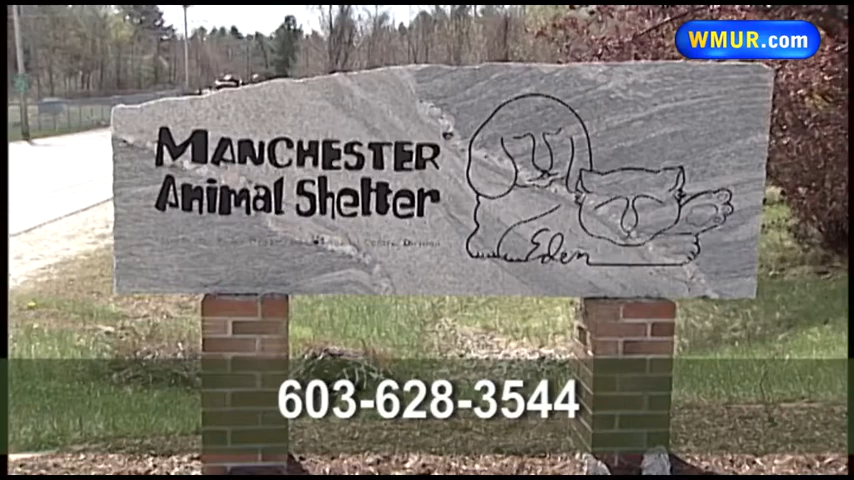 WMUR.com
MANCHESTER
Animal Shelter
Eden
603-628-3544